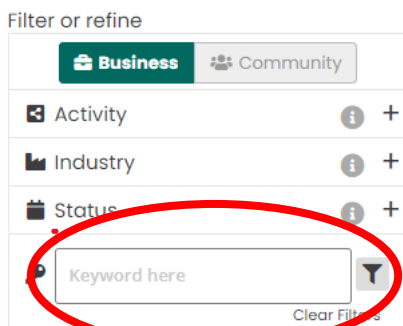 Filter or refine
Business Community
Activity
Industry
Status
Keyword here
Clear Filters